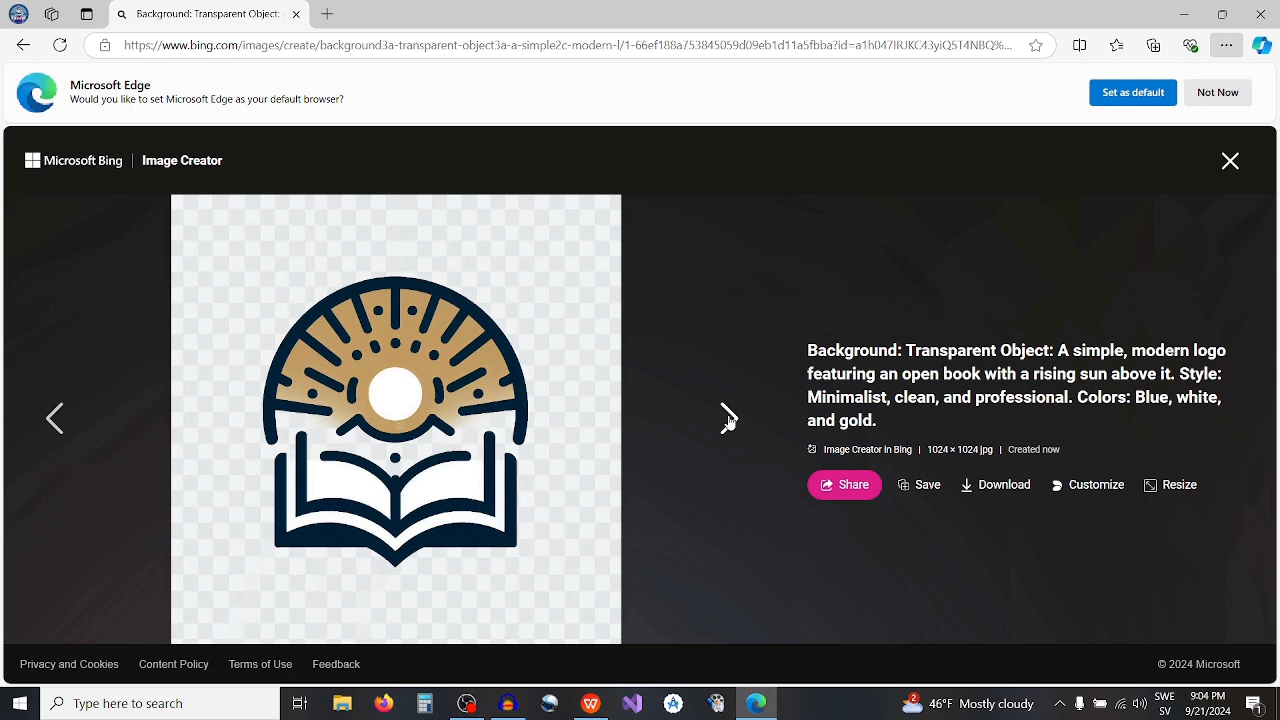 Background: Transparent Object:
https://www.bing.com/images/create/background3a-transparent-object3a-a-simple2c-modern-l/1-66ef188a753845059d09eb1d11a5fbba?id=a1h047IRJKC43yiQ5T4NBQ%...
Microsoft Edge
Would you like to set Microsoft Edge as your default browser?
Set as default
Not Now
Microsoft Bing
Image Creator
Background: Transparent Object: A simple, modern logo
featuring an open book with a rising sun above it. Style:
Minimalist, clean, and professional. Colors: Blue, white,
and gold.
Image Creator in Bing | 1024 × 1024 jpg | Created now
Share
Save
Download
Customize
Resize
Privacy and Cookies
Content Policy
Terms of Use
Feedback
© 2024 Microsoft
Type here to search
2
46°F Mostly cloudy
SWE
SV
9:04 PM
9/21/2024
1